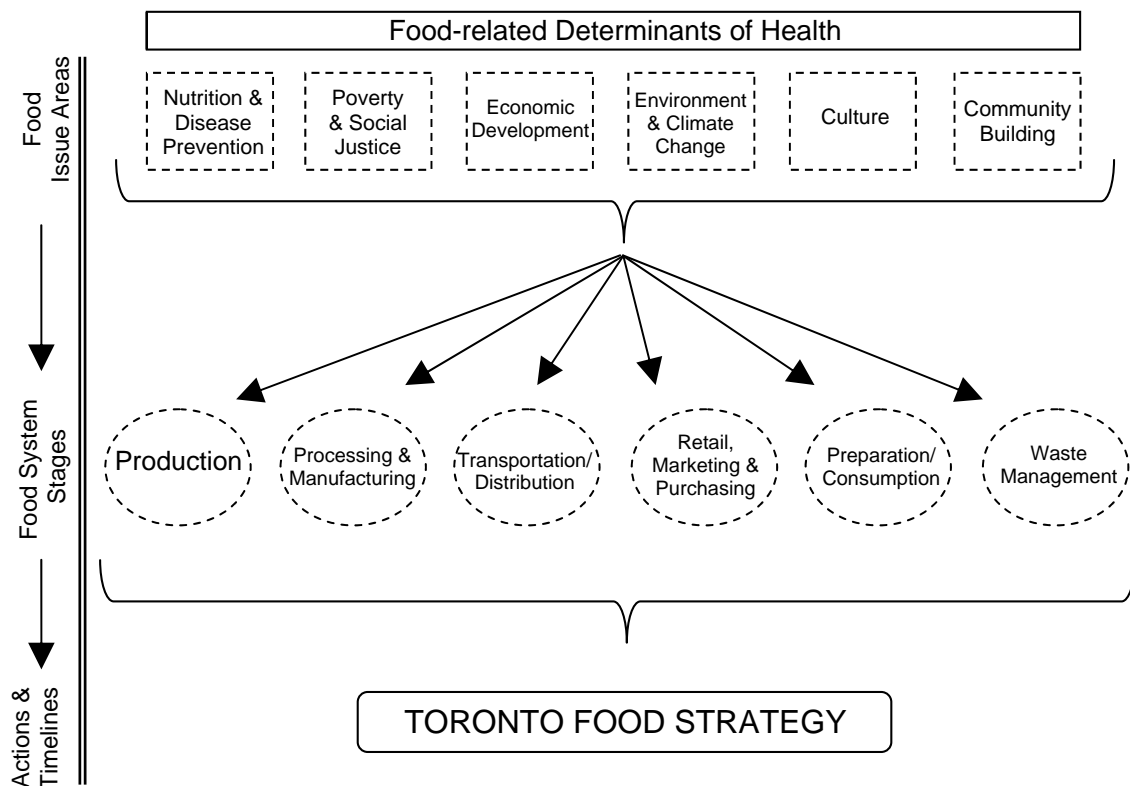 Food-related Determinants of Health
Food
Issue Areas
Nutrition &
Disease
Prevention
Poverty
& Social
Justice
Economic
Development
Environment
& Climate
Change
Culture
Community
Building
Food System
Stages
Production
Processing &
Manufacturing
Transportation/
Distribution
Retail,
Marketing &
Purchasing
Preparation/
Consumption
Waste
Management
Actions &
Timelines
TORONTO FOOD STRATEGY